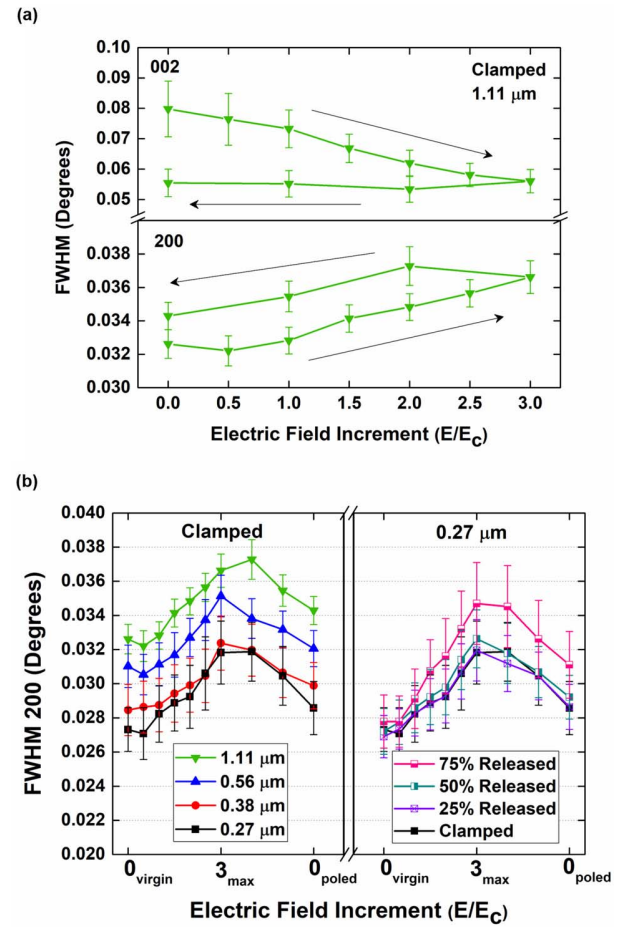 (a)
0.10
0.09
0.08
0.07
0.06
0.05
0.038
0.036
0.034
0.032
0.030
FWHM (Degrees)
002
Clamped
1.11 μm
200
0.0 0.5 1.0 1.5 2.0 2.5 3.0
Electric Field Increment (E/Ec)
(b)
0.040
0.038
0.036
0.034
0.032
0.030
0.028
0.026
0.024
0.022
0.020
FWHM 200 (Degrees)
Clamped
1.11 μm
0.56 μm
0.38 μm
0.27 μm
0.27 μm
75% Released
50% Released
25% Released
Clamped
0virgin 3max 0poled 0virgin 3max 0poled
Electric Field Increment (E/Ec)